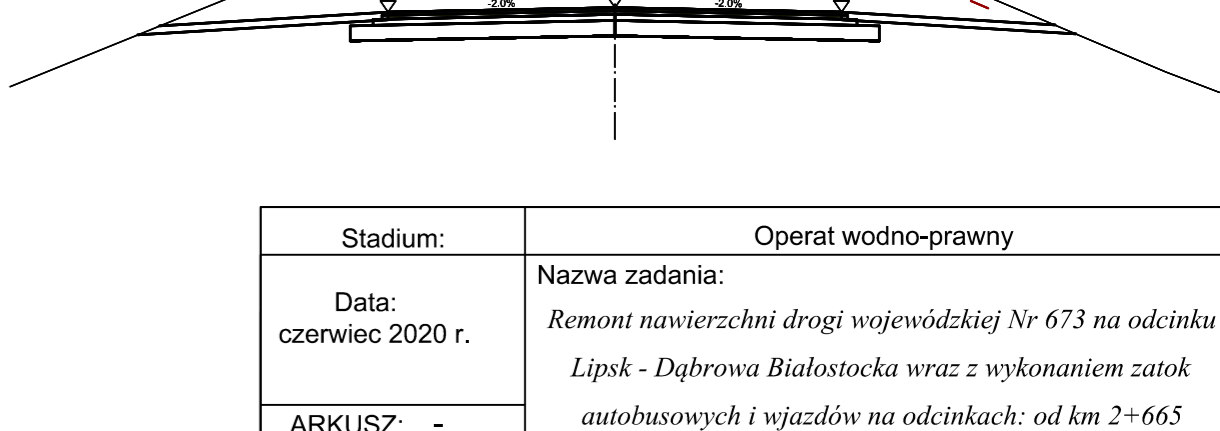 -2.0% -2.0%
Stadium: Operat wodno-prawny
Nazwa zadania:
Data:
czerwiec 2020 r.
Remont nawierzchni drogi wojewódzkiej Nr 673 na odcinku
Lipsk - Dąbrowa Białostocka wraz z wykonaniem zatok
autobusowych i wjazdów na odcinkach: od km 2+665
ARKUSZ: -